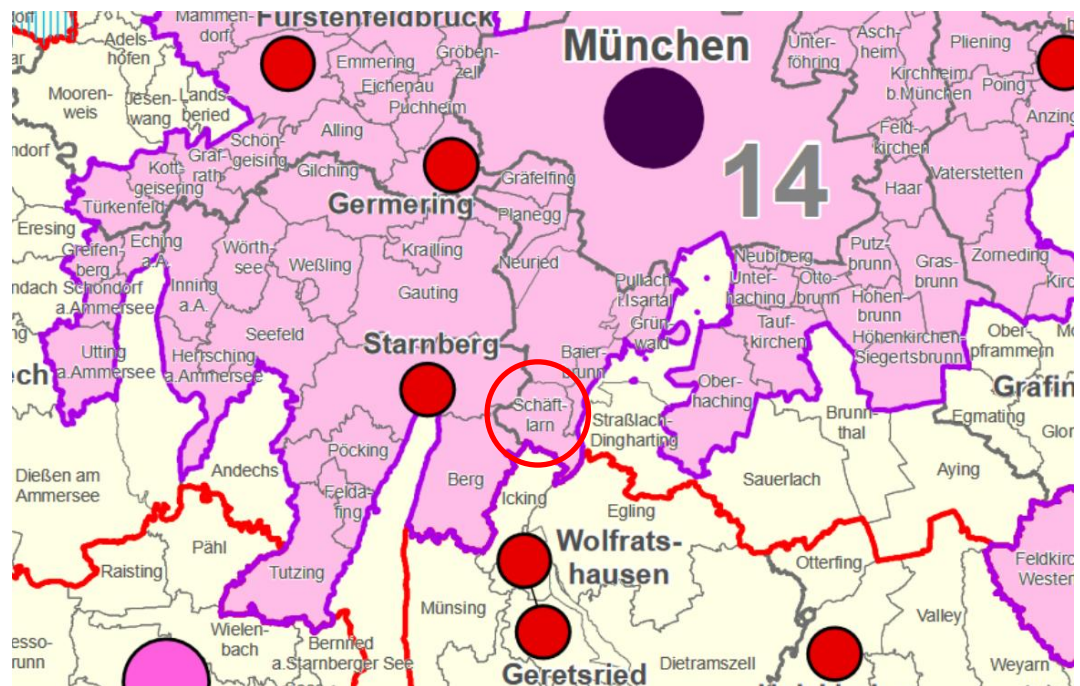 Mammen-
dorf
Fürstenfeldbruck
Adels-
hofen
Emmering
Gröben-
zell
München
Unter-
föhring
Asch-
heim
Pliening
Eichenau
Puchheim
Kirchheim
b.München
Poing
Anzing
Mooren-
weis
Jesen-
wang
Lands-
beried
Alling
Schön-
geising
Graf-
rath
Kott-
geisering
Gilching
Feld-
kirchen
14
Vaterstetten
Haar
Germering
Gräfelfing
Planegg
Türkenfeld
Eresing
Greifen-
berg
Eching
a.A.
Wörth-
see
Weßling
Krailling
Neuried
Gauting
Neubiberg
Putz-
brunn
Gras-
brunn
Zorneding
Pullach
i.Isartal
Unter-
haching
Otto-
brunn
Schondorf
a.Ammersee
Inning
a.A.
Höhen-
brunn
Grün-
wald
Tauf-
kirchen
Höhenkirchen-
Siegertsbrunn
Ober-
pframmern
Seefeld
Starnberg
Utting
a.Ammersee
Herrsching
a.Ammersee
Baier-
brunn
Ober-
haching
Schäft-
larn
Straßlach-
Dingharting
Brunn-
thal
Egmating
Pöcking
Andechs
Berg
Sauerlach
Aying
Dießen am
Ammersee
Felda-
fing
Icking
Egling
Pähl
Raisting
Tutzing
Wolfrats-
hausen
Otterfing
Münsing
Valley
Wielen-
bach
Bernried
a.Starnberger See
Geretsried
Dietramszell
Weyarn